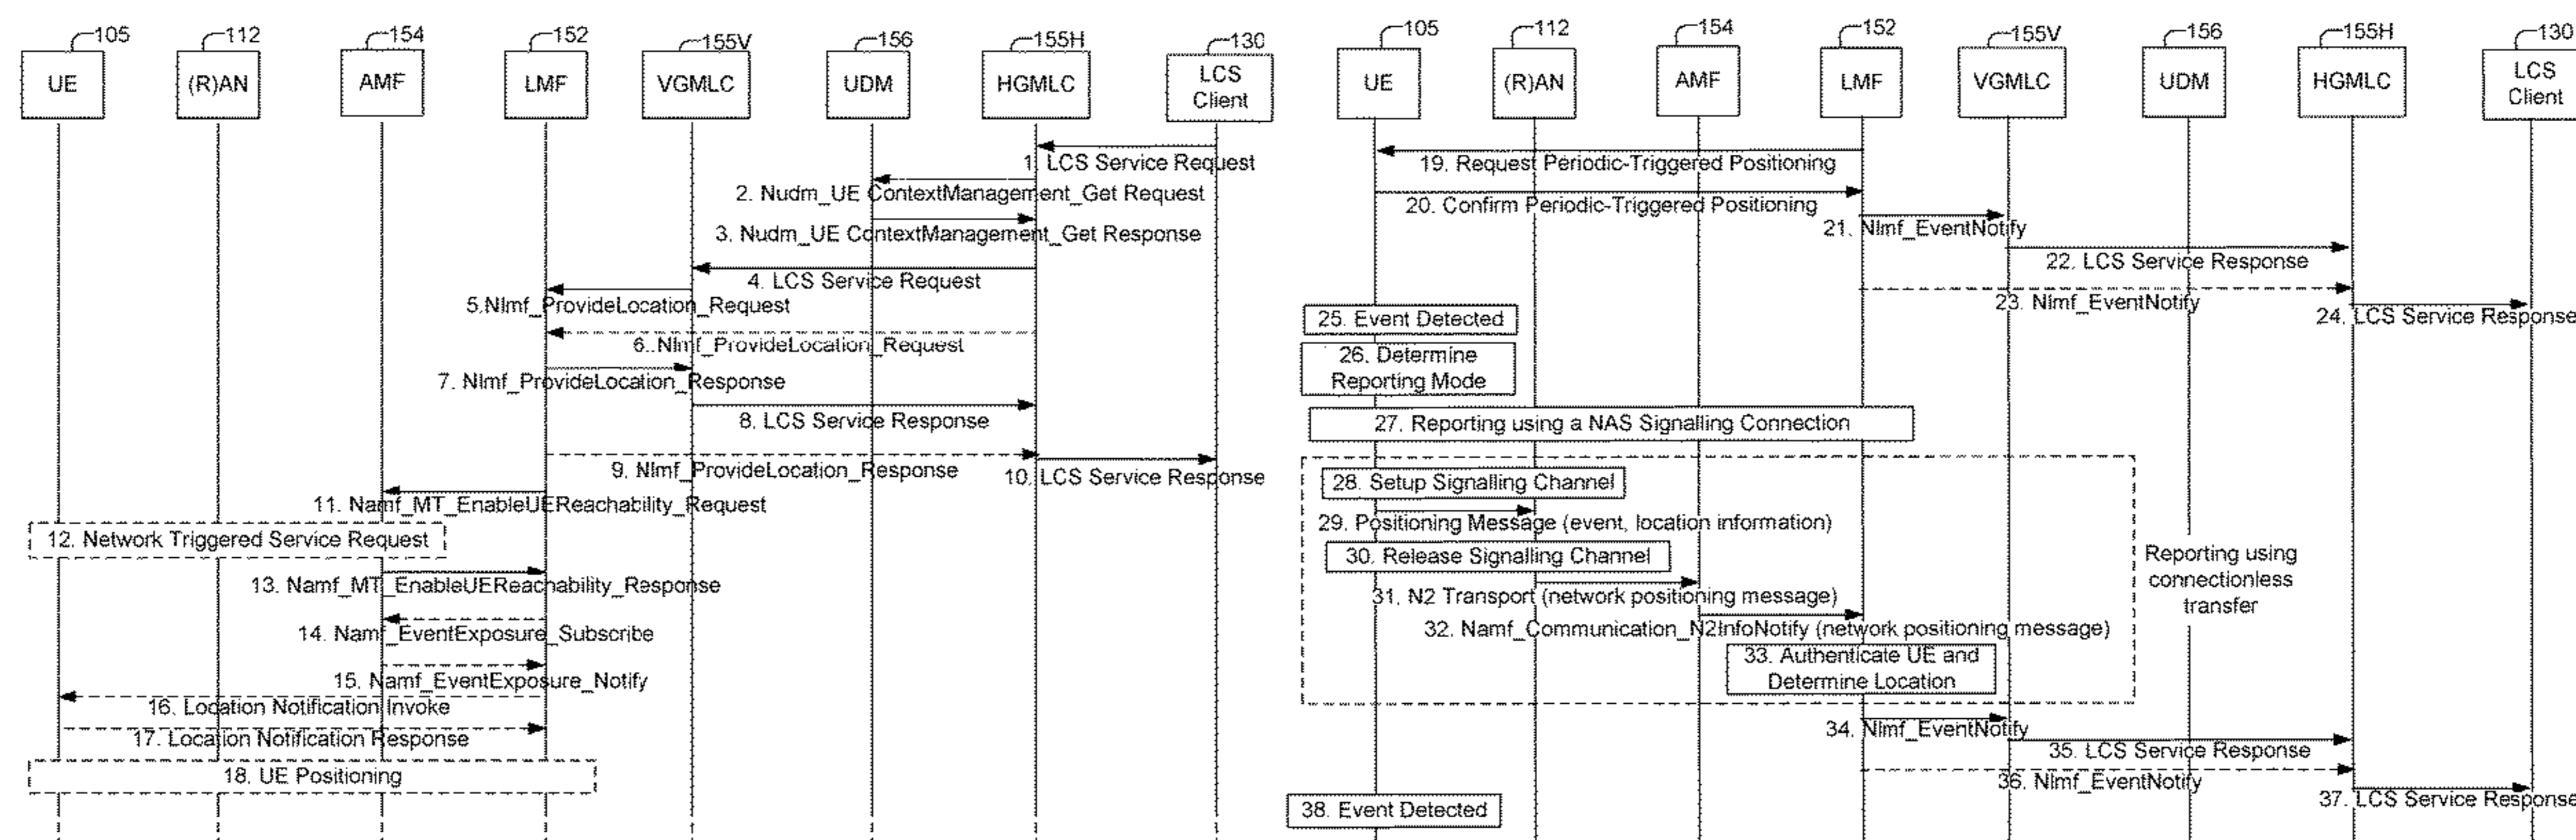 105
112
154
152
155V
156
155H
130
UE
(R)AN
AMF
LMF
VGMLC
UDM
HGMLC
LCS
Client
1. LCS Service Request
2. Nudm_UE ContextManagement_Get Request
3. Nudm_UE ContextManagement_Get Response
4. LCS Service Request
5.Nlmf_ProvideLocation_Request
6..Nlmf_ProvideLocation_Request
7. Nlmf_ProvideLocation_Response
8. LCS Service Response
9. Nlmf_ProvideLocation_Response
10. LCS Service Response
11. Namf_MT_EnableUEReachability_Request
12. Network Triggered Service Request
13. Namf_MT_EnableUEReachability_Response
14. Namf_EventExposure_Subscribe
15. Namf_EventExposure_Notify
16. Location Notification Invoke
17. Location Notification Response
18. UE Positioning
105
112
154
152
155V
156
155H
130
UE
(R)AN
AMF
LMF
VGMLC
UDM
HGMLC
LCS
Client
19. Request Periodic-Triggered Positioning
20. Confirm Periodic-Triggered Positioning
21. Nlmf_EventNotify
22. LCS Service Response
23. Nlmf_EventNotify
24. LCS Service Response
25. Event Detected
26. Determine
Reporting Mode
27. Reporting using a NAS Signalling Connection
28. Setup Signalling Channel
29. Positioning Message (event, location information)
30. Release Signalling Channel
31. N2 Transport (network positioning message)
32. Namf_Communication_N2InfoNotify (network positioning message)
33. Authenticate UE and
Determine Location
Reporting using
connectionless
transfer
34. Nlmf_EventNotify
35. LCS Service Response
36. Nlmf_EventNotify
37. LCS Service Response
38. Event Detected